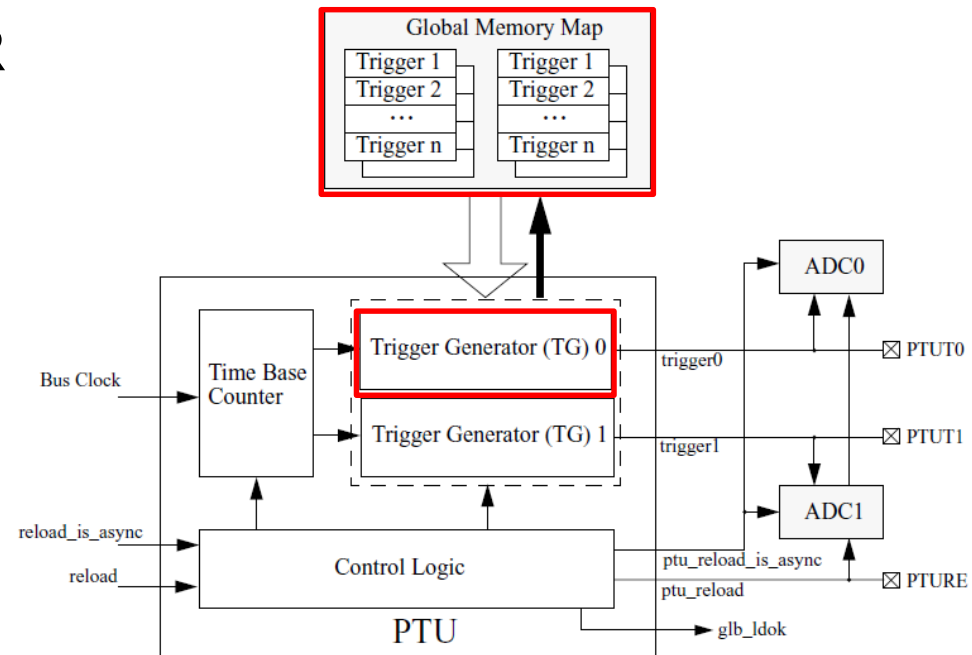 R
Global Memory Map
Trigger 1
Trigger 2
...
Trigger n
Trigger 1
Trigger 2
...
Trigger n
ADC0
Trigger Generator (TG) 0
trigger0
PTUT0
Time Base
Counter
Bus Clock
Trigger Generator (TG) 1
trigger1
PTUT1
ADC1
reload_is_async
reload
Control Logic
ptu_reload_is_async
ptu_reload
PTURE
glb_ldok
PTU